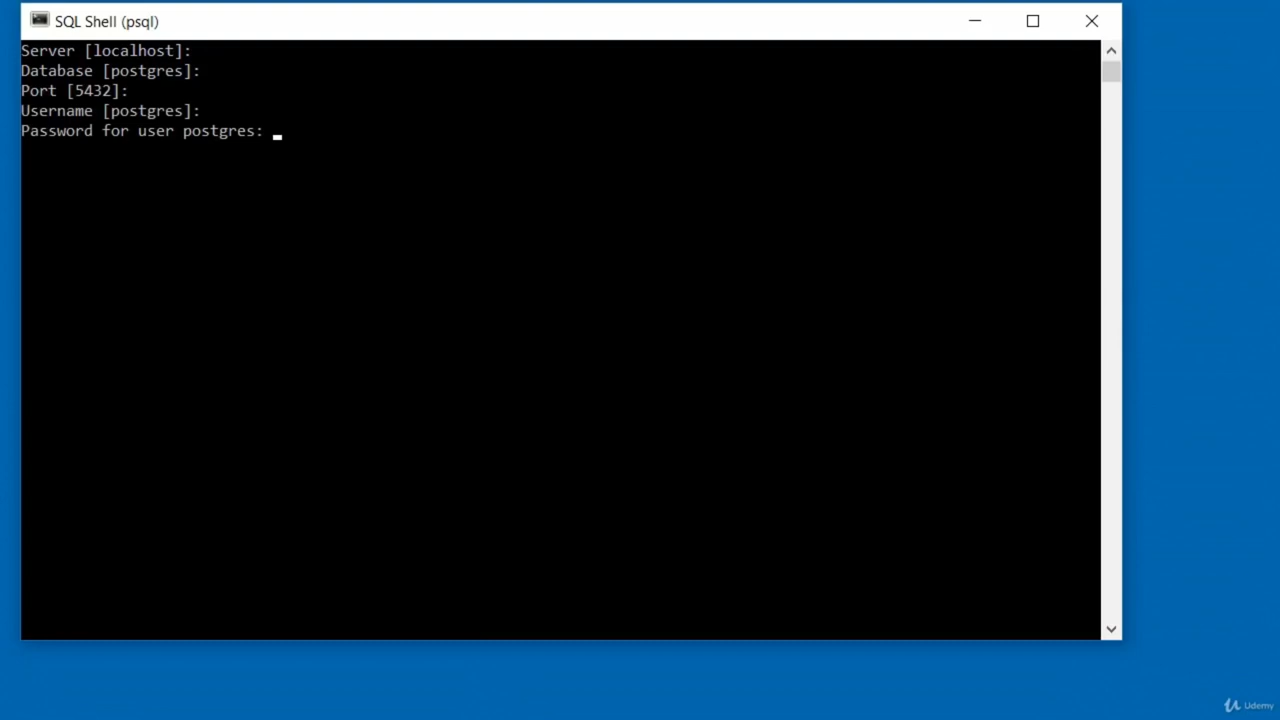 SQL Shell (psql)
Server [localhost]:
Database [postgres]:
Port [5432]:
Username [postgres]:
Password for user postgres:
Udemy